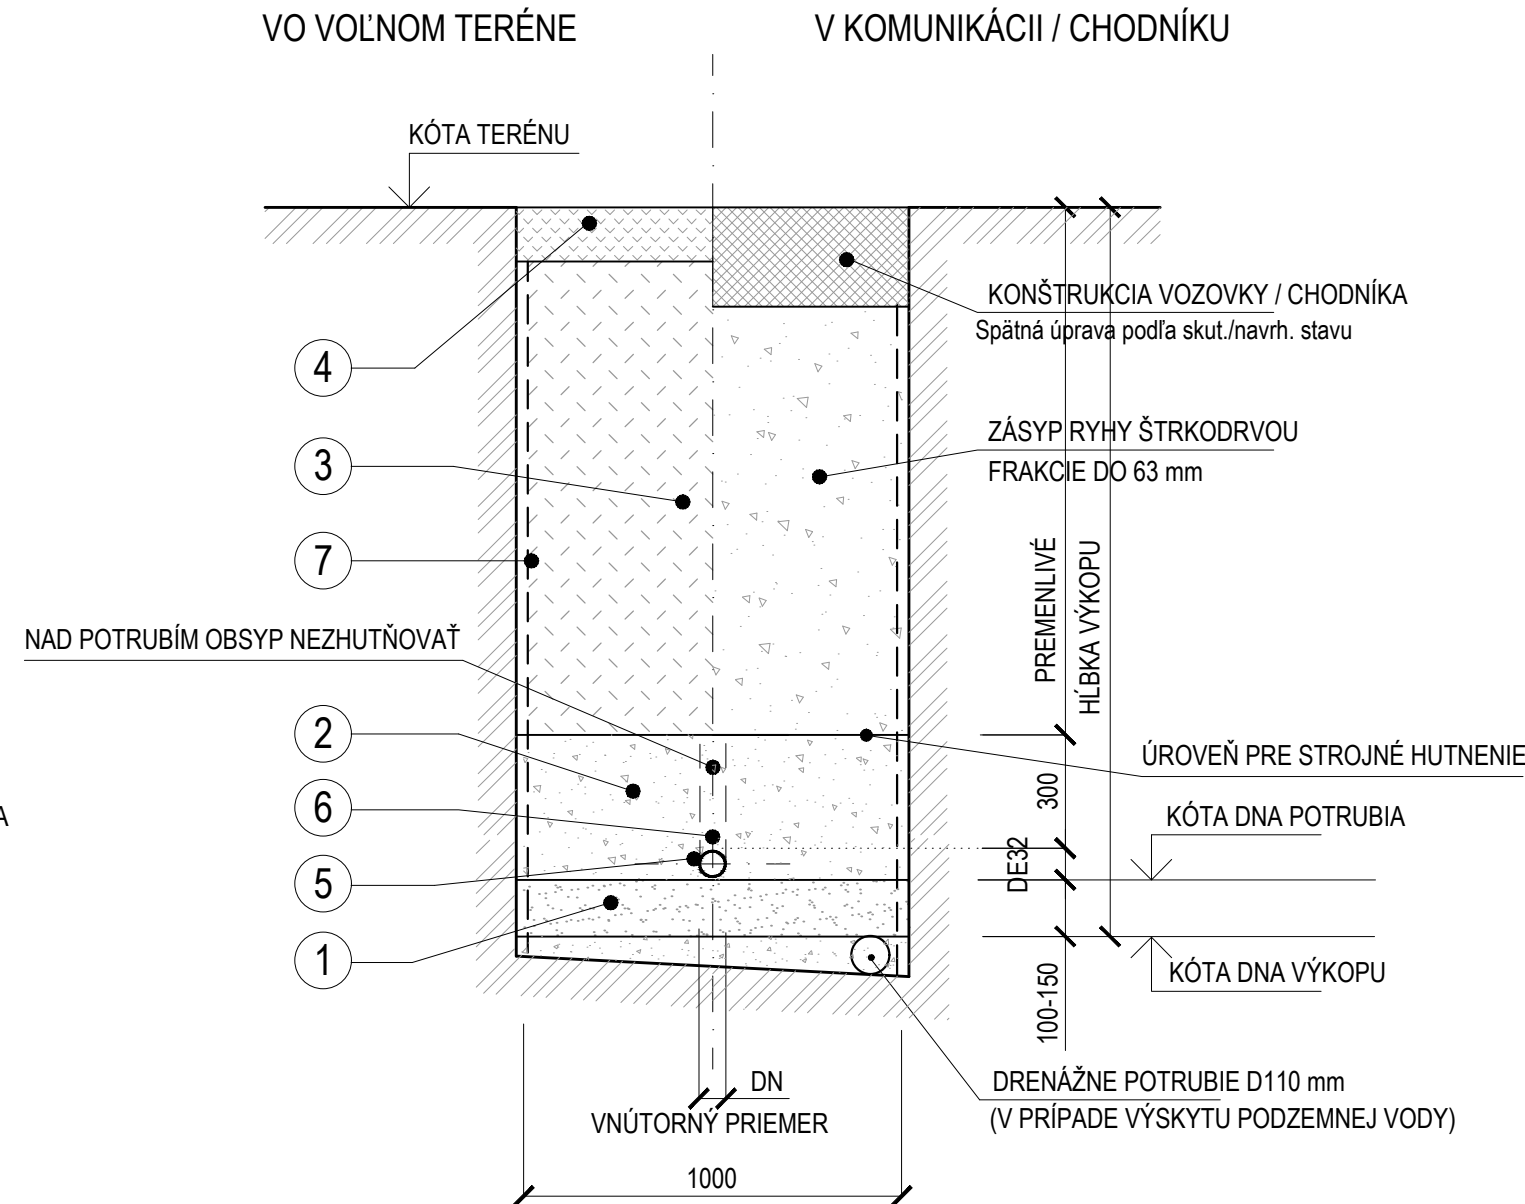 VO VOĽNOM TERÉNE
V KOMUNIKÁCII / CHODNÍKU
KÓTA TERÉNU
KONŠTRUKCIA VOZOVKY / CHODNÍKA
Spätná úprava podľa skut./navrh. stavu
4
ZÁSYP RYHY ŠTRKODRVOU
FRAKCIE DO 63 mm
3
7
PREMENLIVÉ
HĹBKA VÝKOPU
NAD POTRUBÍM OBSYP NEZHUTŇOVAŤ
2
ÚROVEŇ PRE STROJNÉ HUTNENIE
300
6
A
KÓTA DNA POTRUBIA
DE32
5
1
KÓTA DNA VÝKOPU
100-150
DN
VNÚTORNÝ PRIEMER
DRENÁŽNE POTRUBIE D110 mm
(V PRÍPADE VÝSKYTU PODZEMNEJ VODY)
1000